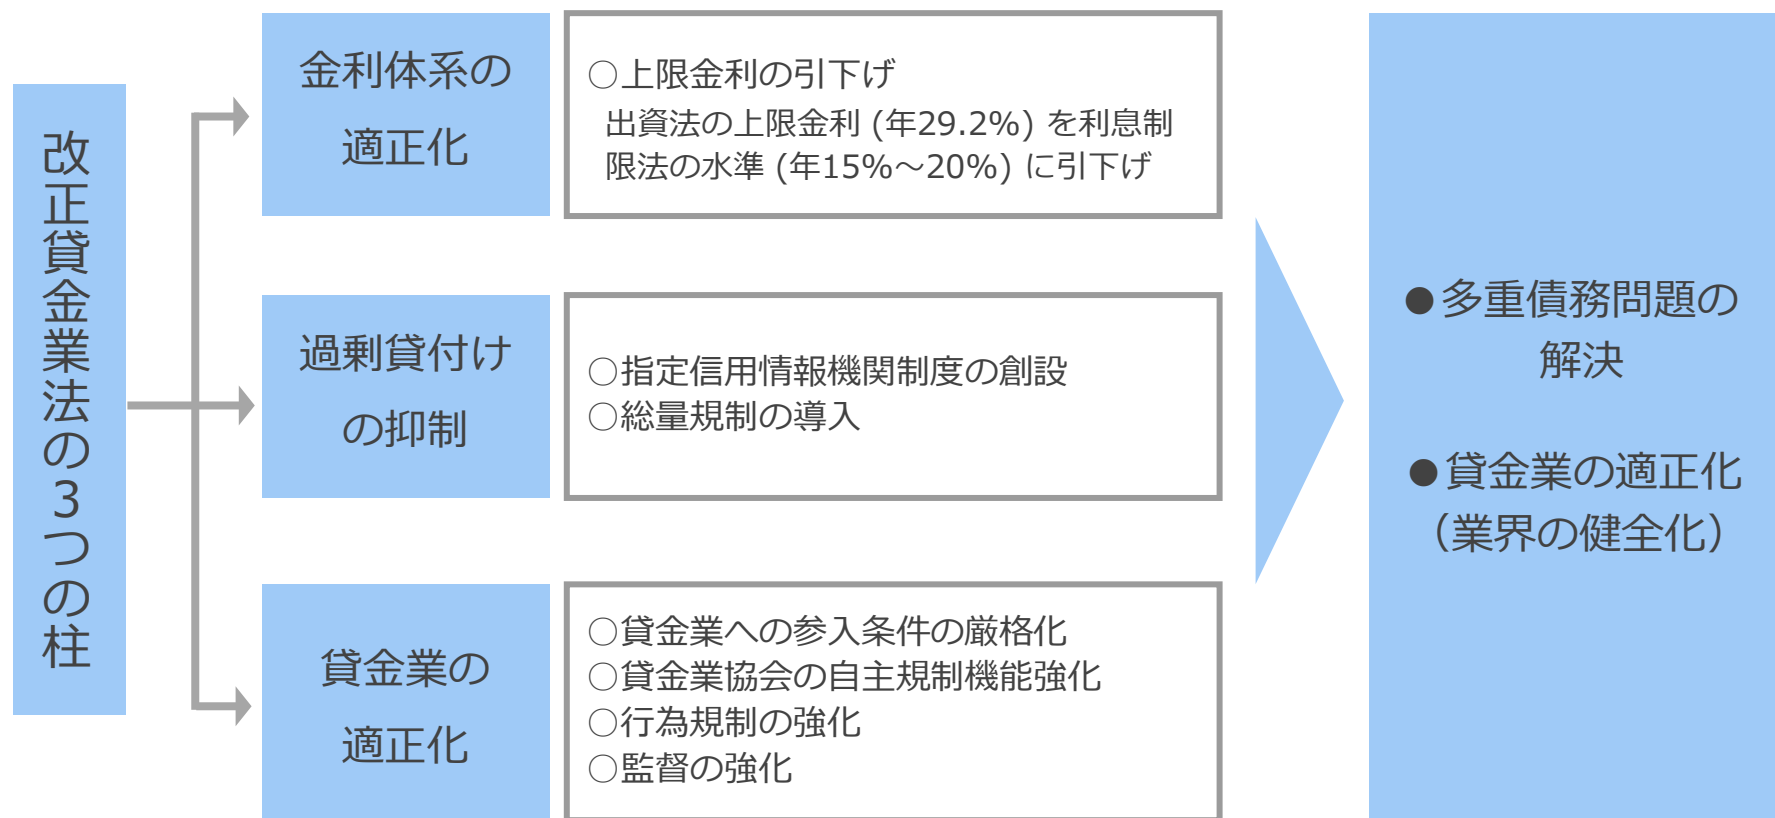 改正貸金業法の3つの柱
金利体系の
適正化
○上限金利の引下げ
出資法の上限金利 (年29.2%) を利息制
限法の水準 (年15%～20%) に引下げ
過剰貸付け
の抑制
○指定信用情報機関制度の創設
○総量規制の導入
貸金業の
適正化
○貸金業への参入条件の厳格化
○貸金業協会の自主規制機能強化
○行為規制の強化
○監督の強化
●多重債務問題の
解決
●貸金業の適正化
（業界の健全化）